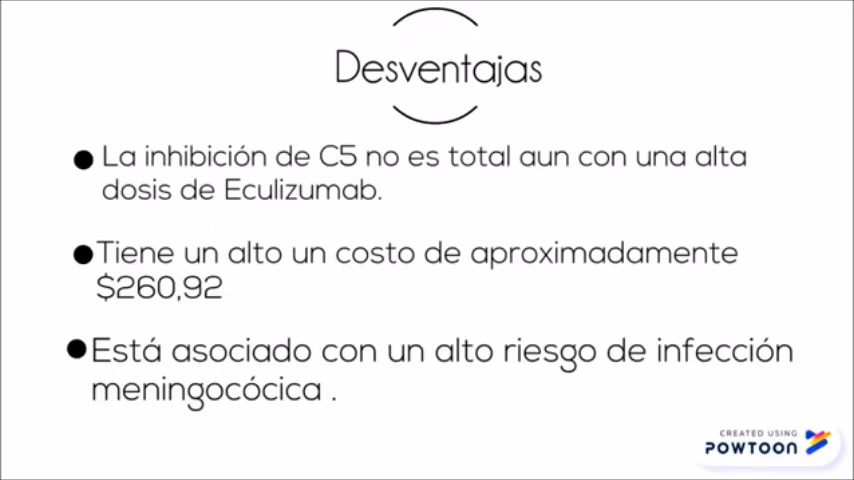 Desventajas
● La inhibición de C5 no es total aun con una alta
dosis de Eculizumab.
● Tiene un alto un costo de aproximadamente
$260,92
● Está asociado con un alto riesgo de infección
meningocócica .
CREATED USING
POWTOON